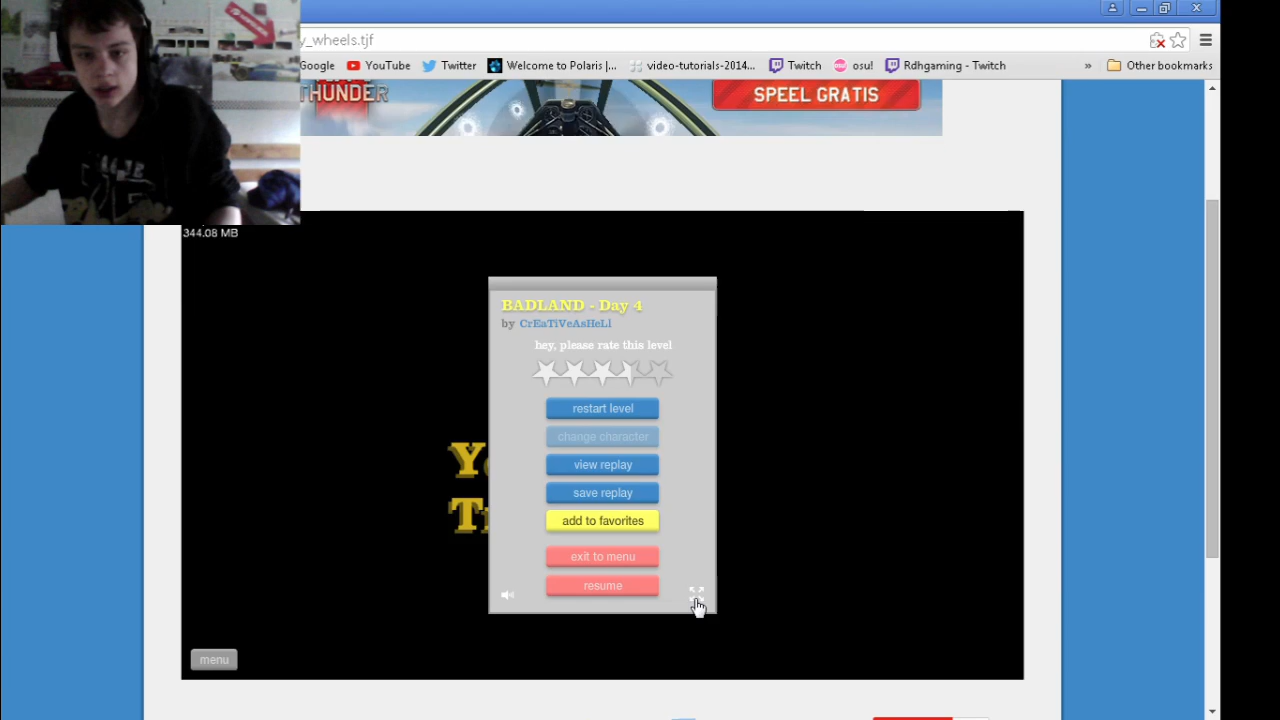 y_wheels.tjf
Google YouTube Twitter Welcome to Polaris |... video-tutorials-2014... Twitch osu! Rdhgaming - Twitch » Other bookmarks
THUNDER
SPEEL GRATIS
344.08 MB
BADLAND - Day 4
by CrEaTiVeAsHeLl
hey, please rate this level
restart level
change character
view replay
save replay
add to favorites
exit to menu
resume
menu